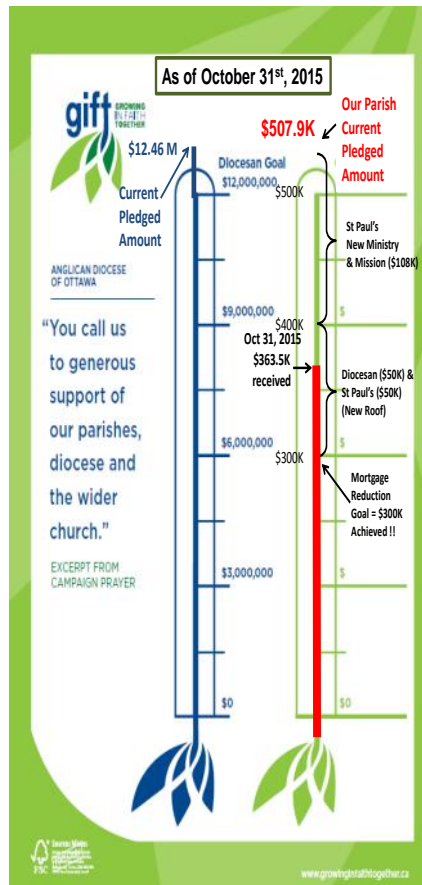 As of October 31st, 2015
gift
GROWING
IN FAITH
TOGETHER
ANGLICAN DIOCESE
OF OTTAWA
“You call us
to generous
support of
our parishes,
diocese and
the wider
church.”
EXCERPT FROM
CAMPAIGN PRAYER
$12.46 M
Current
Pledged
Amount
Diocesan Goal
$12,000,000
$9,000,000
$6,000,000
$3,000,000
$0
$507.9K
Our Parish
Current
Pledged
Amount
$500K
St Paul’s
New Ministry
& Mission ($108K)
$
$400K
Oct 31, 2015
$363.5K
received
Diocesan ($50K) &
St Paul’s ($50K)
(New Roof)
$
$300K
Mortgage
Reduction
Goal = $300K
Achieved !!
$
$0
FSC
www.growinginfaithtogether.ca